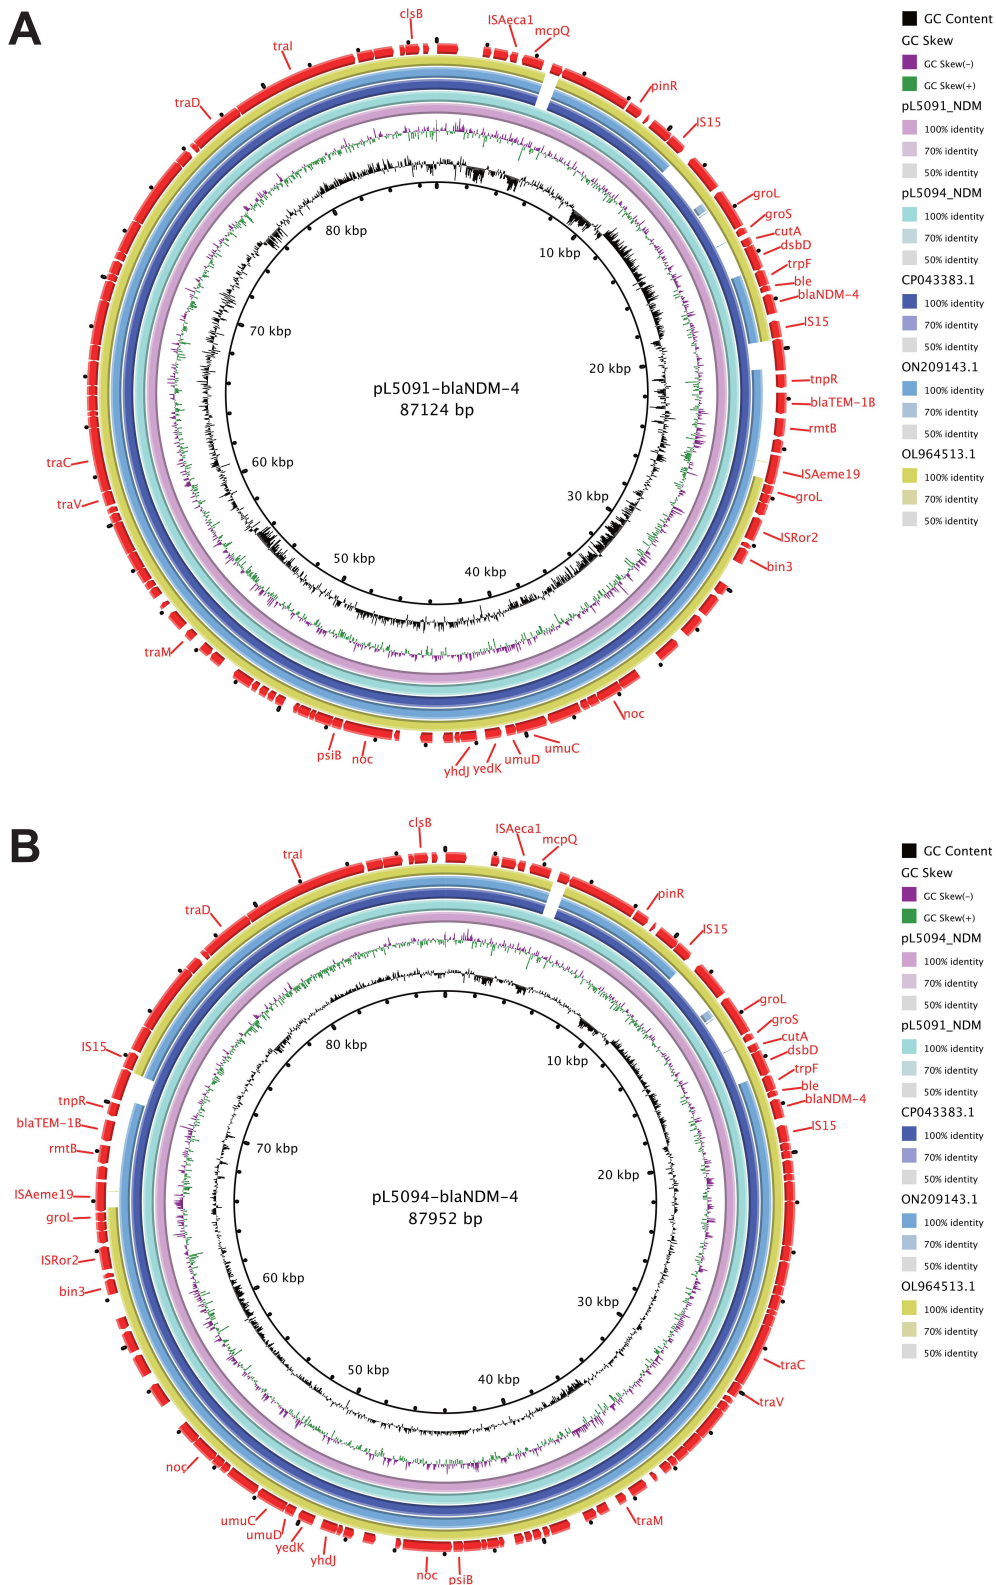 A
clsB
ISAeca1
mcpQ
traI
pinR
traD
IS15
groL
groS
cutA
dsbD
trpF
ble
blaNDM-4
IS15
tnpR
blaTEM-1B
rmtB
ISAeme19
groL
ISRor2
bin3
noc
umuC
umuD
yedK
yhdJ
noc
psiB
traM
traV
traC
80 kbp
10 kbp
70 kbp
20 kbp
60 kbp
30 kbp
50 kbp
40 kbp
pL5091-blaNDM-4
87124 bp
GC Content
GC Skew
GC Skew(-)
GC Skew(+)
pL5091_NDM
100% identity
70% identity
50% identity
pL5094_NDM
100% identity
70% identity
50% identity
CP043383.1
100% identity
70% identity
50% identity
ON209143.1
100% identity
70% identity
50% identity
OL964513.1
100% identity
70% identity
50% identity
B
clsB
ISAeca1
mcpQ
traI
pinR
traD
IS15
groL
groS
cutA
dsbD
trpF
ble
blaNDM-4
IS15
traC
traV
traM
psiB
noc
yhdJ
yedK
umuD
umuC
noc
bin3
ISRor2
groL
ISAeme19
rmtB
blaTEM-1B
tnpR
IS15
80 kbp
10 kbp
70 kbp
20 kbp
60 kbp
30 kbp
50 kbp
40 kbp
pL5094-blaNDM-4
87952 bp
GC Content
GC Skew
GC Skew(-)
GC Skew(+)
pL5094_NDM
100% identity
70% identity
50% identity
pL5091_NDM
100% identity
70% identity
50% identity
CP043383.1
100% identity
70% identity
50% identity
ON209143.1
100% identity
70% identity
50% identity
OL964513.1
100% identity
70% identity
50% identity